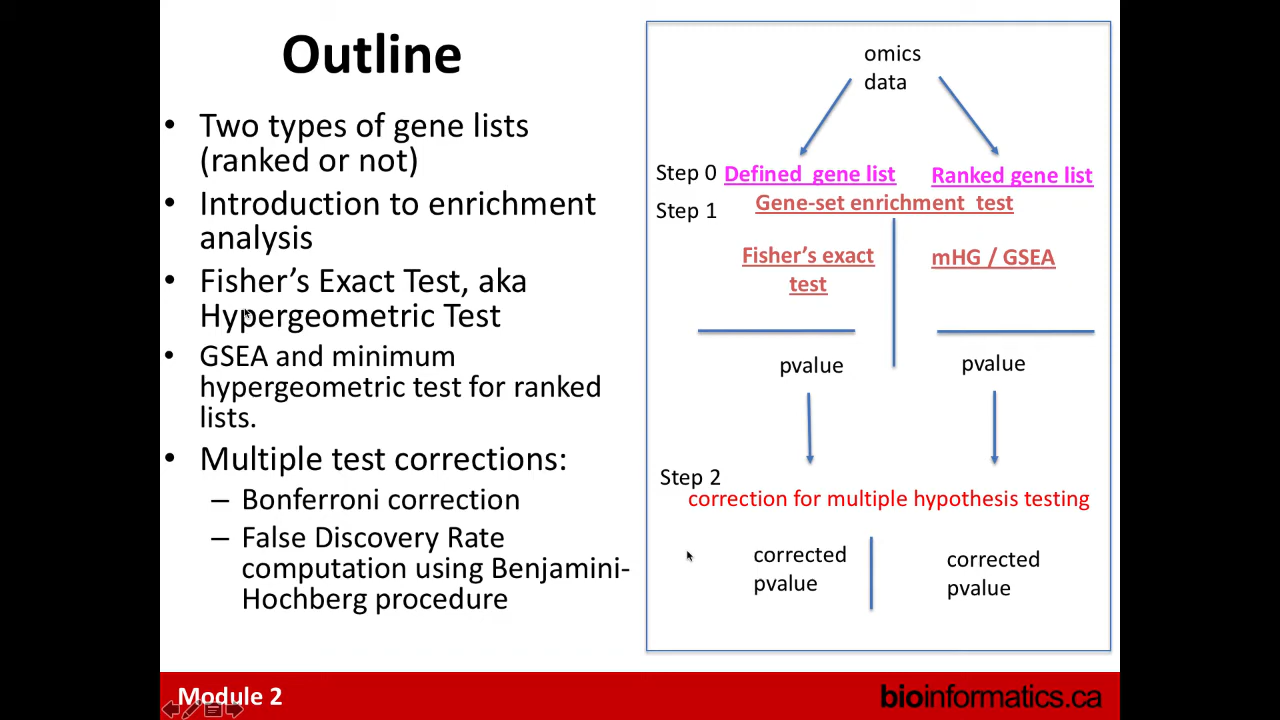 Outline
• Two types of gene lists
(ranked or not)
• Introduction to enrichment
analysis
• Fisher’s Exact Test, aka
Hypergeometric Test
• GSEA and minimum
hypergeometric test for ranked
lists.
• Multiple test corrections:
– Bonferroni correction
– False Discovery Rate
computation using Benjamini-
Hochberg procedure
omics
data
Step 0
Defined gene list
Ranked gene list
Step 1
Gene-set enrichment test
Fisher’s exact
test
mHG / GSEA
pvalue
pvalue
Step 2
correction for multiple hypothesis testing
corrected
pvalue
corrected
pvalue
Module 2
bioinformatics.ca